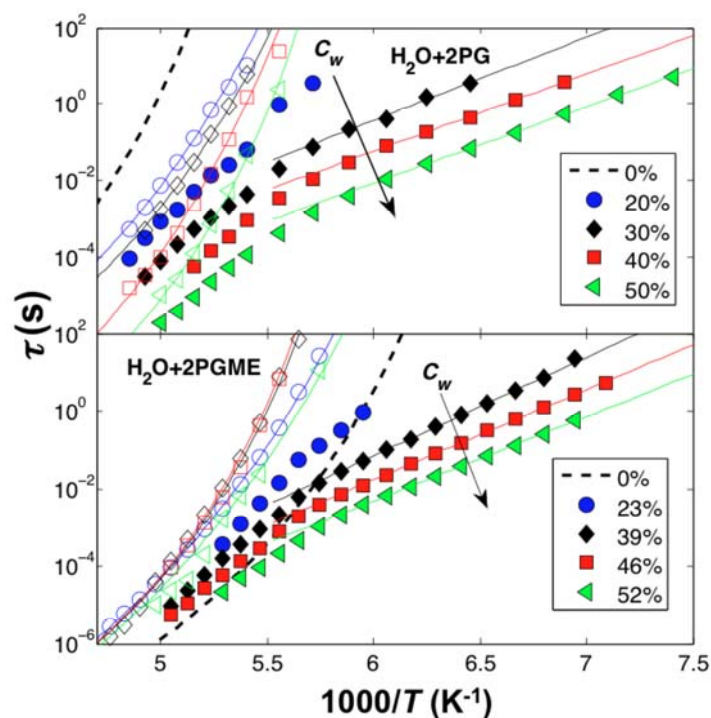 10²
10⁰
10⁻²
10⁻⁴
10²
10⁰
10⁻²
10⁻⁴
10⁻⁶
τ (s)
C_w
H₂O+2PG
0%
20%
30%
40%
50%
H₂O+2PGME
C_w
0%
23%
39%
46%
52%
5 5.5 6 6.5 7 7.5
1000/T (K⁻¹)